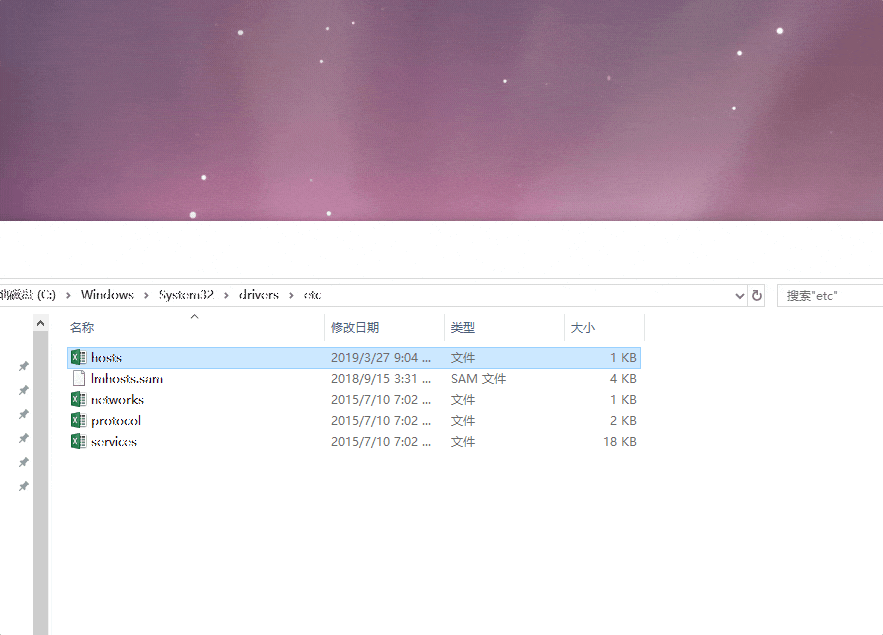 (C:) › Windows › System32 › drivers › etc
搜索"etc"
名称 修改日期 类型 大小
hosts 2019/3/27 9:04 ... 文件 1 KB
lmhosts.sam 2018/9/15 3:31 ... SAM 文件 4 KB
networks 2015/7/10 7:02 ... 文件 1 KB
protocol 2015/7/10 7:02 ... 文件 2 KB
services 2015/7/10 7:02 ... 文件 18 KB